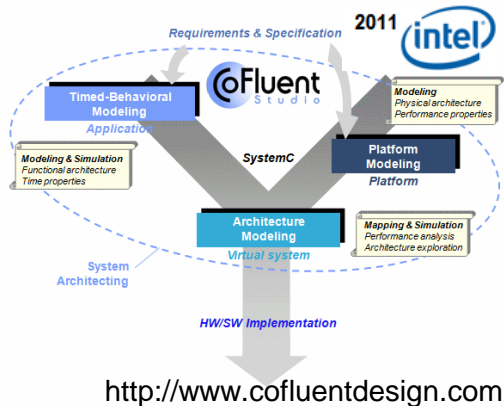 Requirements & Specification
2011
intel
CoFluent
Studio
Timed-Behavioral
Modeling
Application
Modeling
Physical architecture
Performance properties
Modeling & Simulation
Functional architecture
Time properties
SystemC
Platform
Modeling
Platform
Architecture
Modeling
Virtual system
Mapping & Simulation
Performance analysis
Architecture exploration
System
Architecting
HW/SW Implementation
http://www.cofluentdesign.com